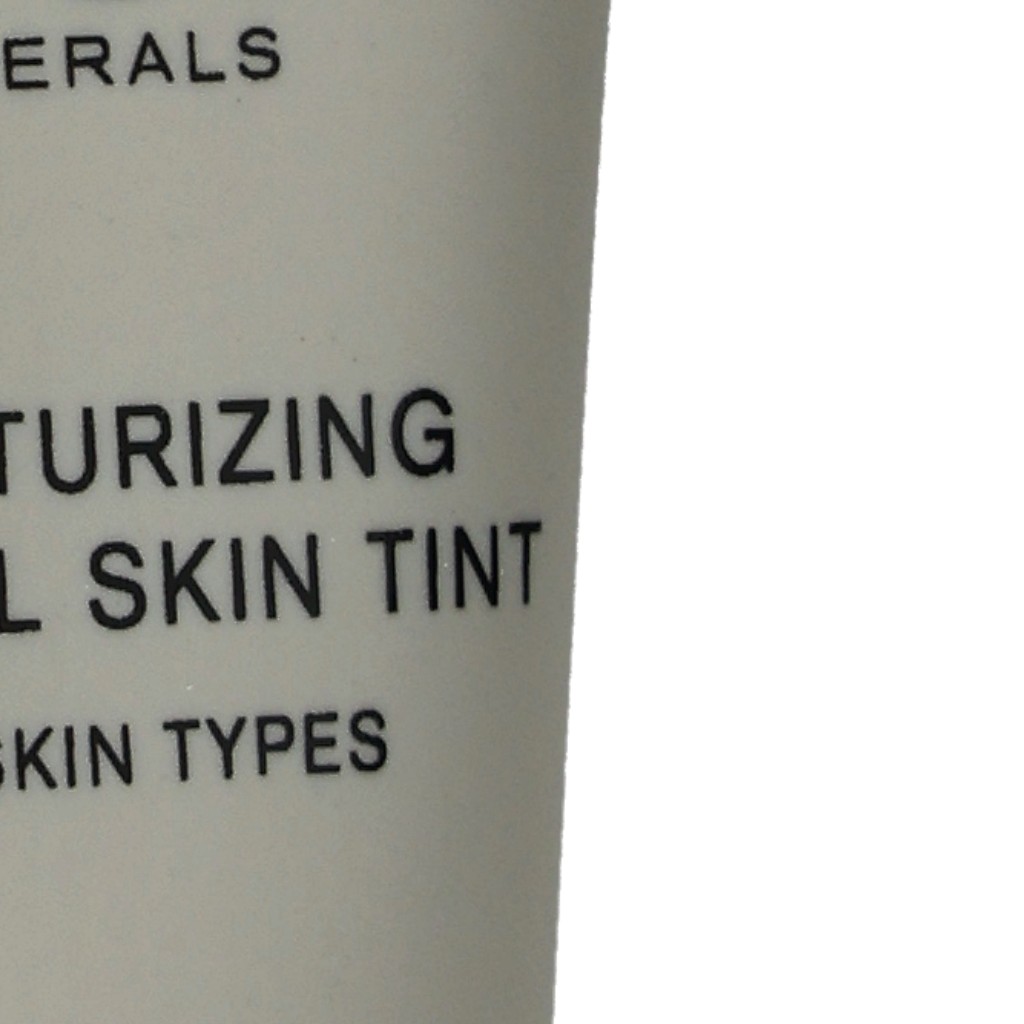 ERALS
TURIZING
L SKIN TINT
SKIN TYPES